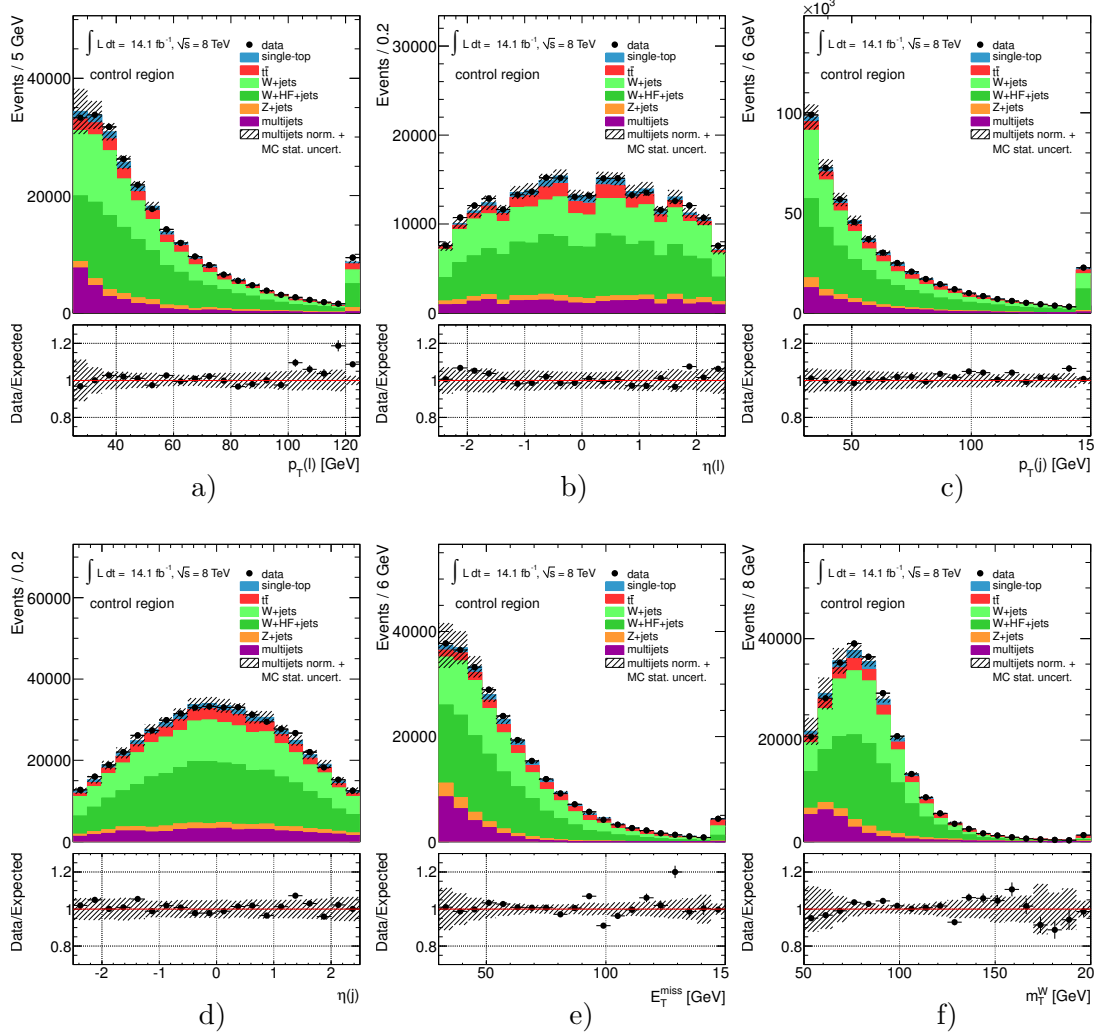 Events / 5 GeV
∫ L dt = 14.1 fb⁻¹, √s = 8 TeV
control region
data
single-top
tt̄
W+jets
W+HF+jets
Z+jets
multijets
multijets norm. +
MC stat. uncert.
40000
20000
0
Data/Expected
1.2
1
0.8
40 60 80 100 120
p_T(l) [GeV]
a)
Events / 0.2
∫ L dt = 14.1 fb⁻¹, √s = 8 TeV
control region
data
single-top
tt̄
W+jets
W+HF+jets
Z+jets
multijets
multijets norm. +
MC stat. uncert.
30000
20000
10000
0
Data/Expected
1.2
1
0.8
-2 -1 0 1 2
η(l)
b)
×10³
Events / 6 GeV
∫ L dt = 14.1 fb⁻¹, √s = 8 TeV
control region
data
single-top
tt̄
W+jets
W+HF+jets
Z+jets
multijets
multijets norm. +
MC stat. uncert.
100
50
0
Data/Expected
1.2
1
0.8
50 100 15
p_T(j) [GeV]
c)
Events / 0.2
∫ L dt = 14.1 fb⁻¹, √s = 8 TeV
control region
data
single-top
tt̄
W+jets
W+HF+jets
Z+jets
multijets
multijets norm. +
MC stat. uncert.
60000
40000
20000
0
Data/Expected
1.2
1
0.8
-2 -1 0 1 2
η(j)
d)
Events / 6 GeV
∫ L dt = 14.1 fb⁻¹, √s = 8 TeV
control region
data
single-top
tt̄
W+jets
W+HF+jets
Z+jets
multijets
multijets norm. +
MC stat. uncert.
40000
20000
0
Data/Expected
1.2
1
0.8
50 100 15
E_T^miss [GeV]
e)
Events / 8 GeV
∫ L dt = 14.1 fb⁻¹, √s = 8 TeV
control region
data
single-top
tt̄
W+jets
W+HF+jets
Z+jets
multijets
multijets norm. +
MC stat. uncert.
40000
20000
0
Data/Expected
1.2
1
0.8
50 100 150 20
m_T^W [GeV]
f)